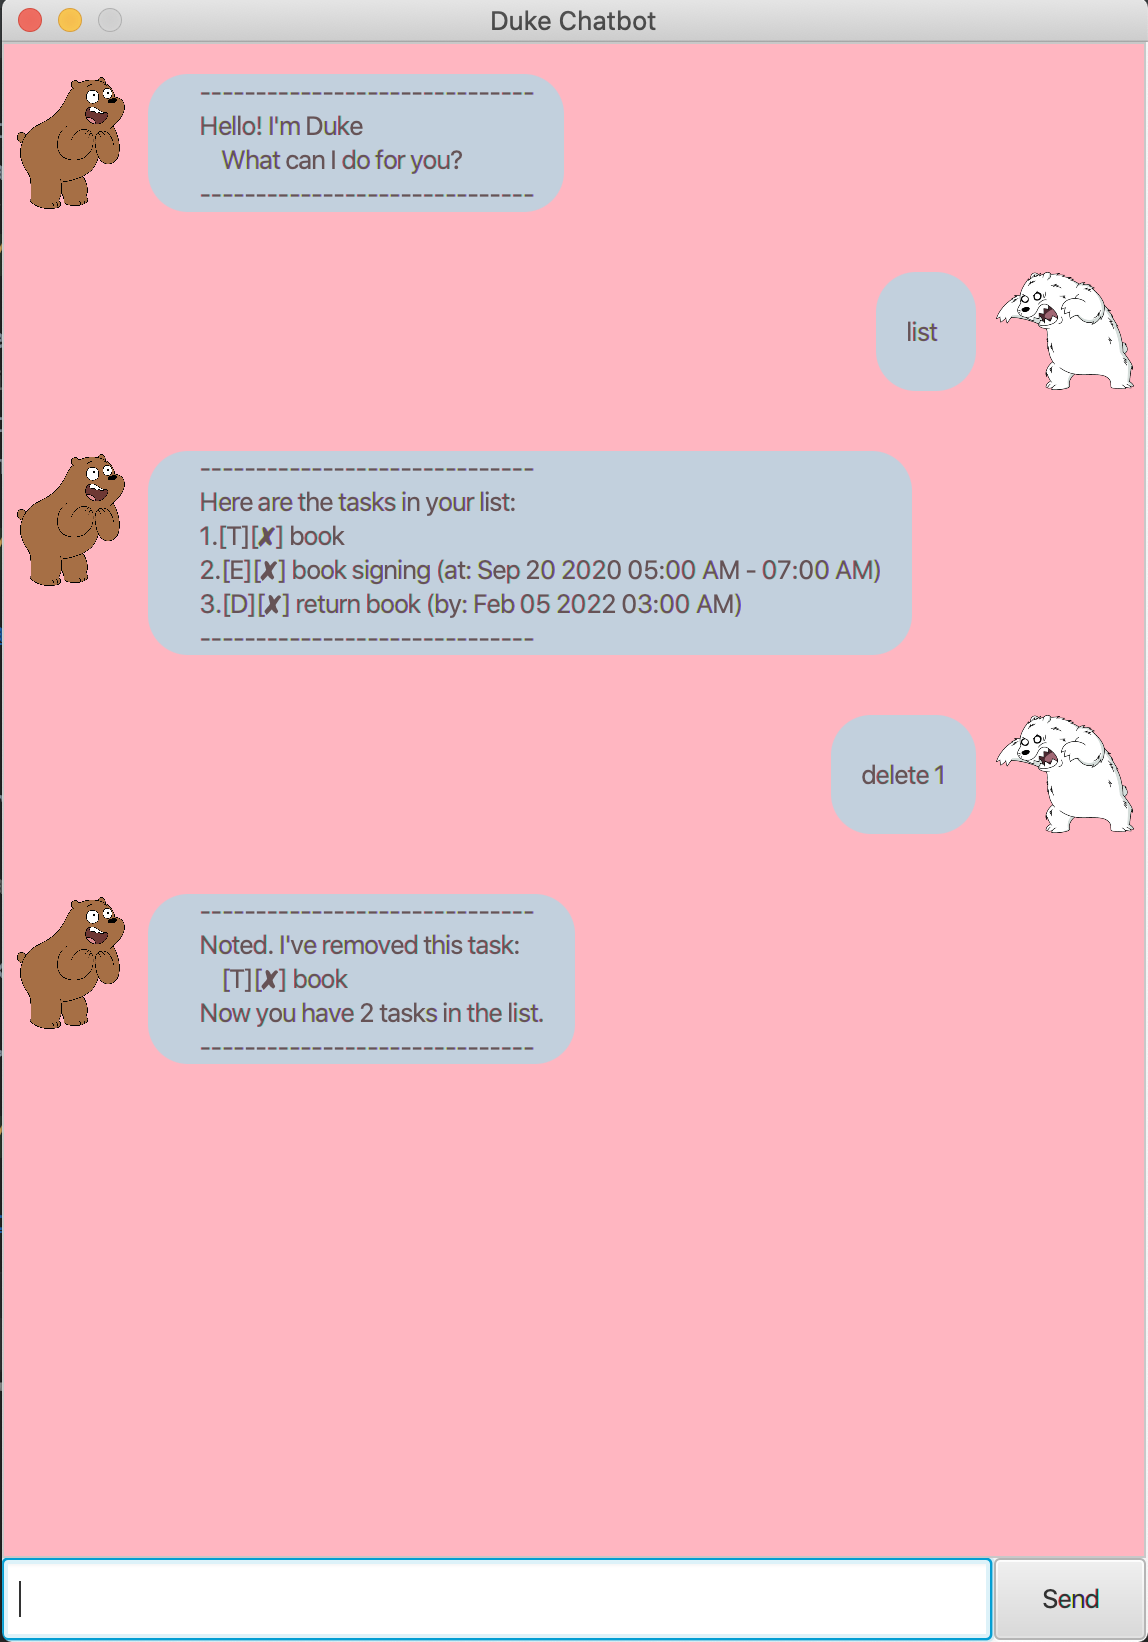 Duke Chatbot
------------------------------
Hello! I'm Duke
What can I do for you?
------------------------------
list
------------------------------
Here are the tasks in your list:
1.[T][✘] book
2.[E][✘] book signing (at: Sep 20 2020 05:00 AM - 07:00 AM)
3.[D][✘] return book (by: Feb 05 2022 03:00 AM)
------------------------------
delete 1
------------------------------
Noted. I've removed this task:
[T][✘] book
Now you have 2 tasks in the list.
------------------------------
Send